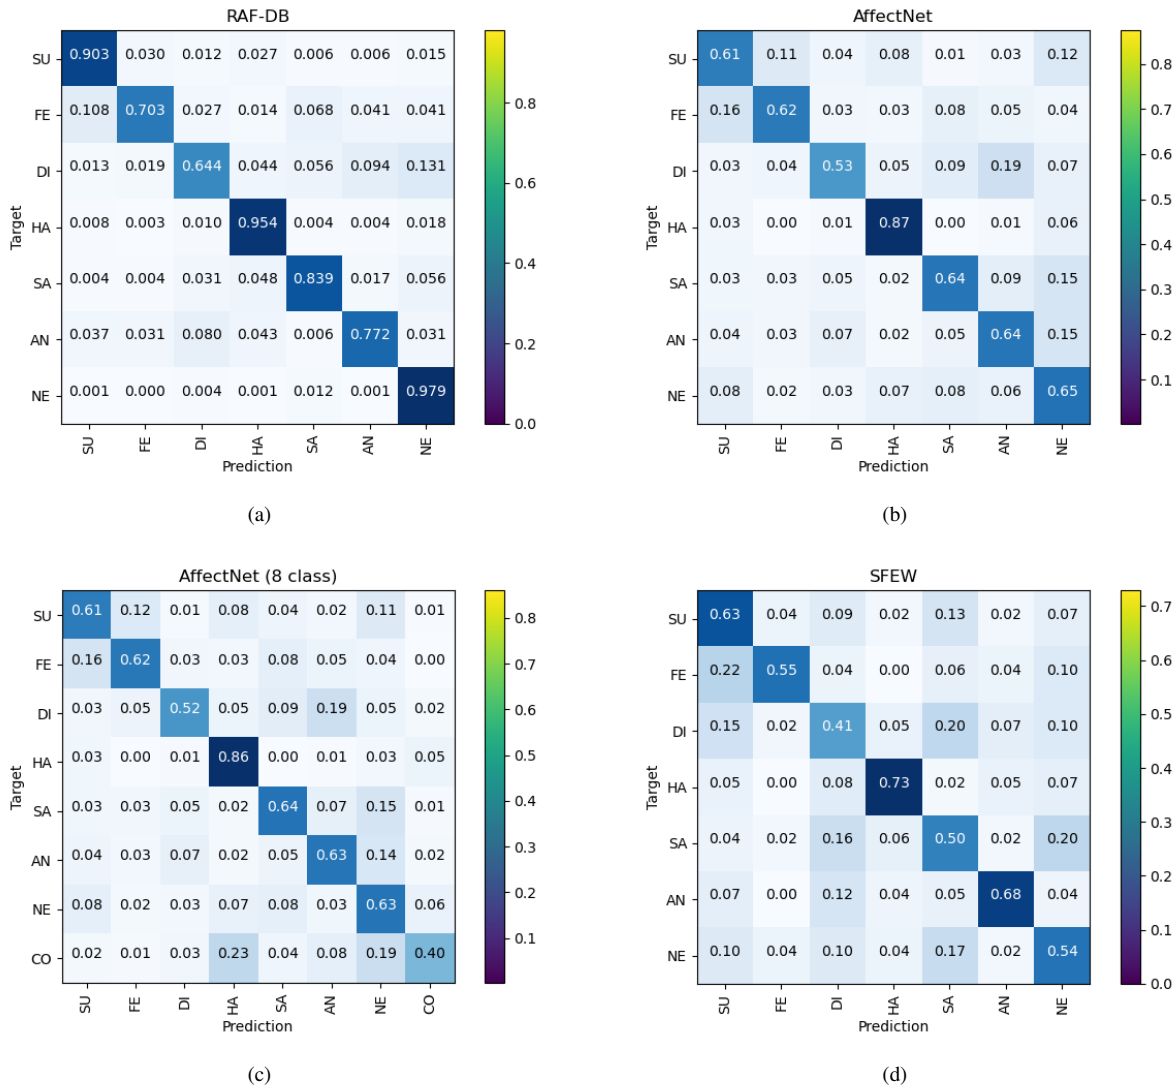 RAF-DB
SU 0.903 0.030 0.012 0.027 0.006 0.006 0.015
FE 0.108 0.703 0.027 0.014 0.068 0.041 0.041
DI 0.013 0.019 0.644 0.044 0.056 0.094 0.131
HA 0.008 0.003 0.010 0.954 0.004 0.004 0.018
SA 0.004 0.004 0.031 0.048 0.839 0.017 0.056
AN 0.037 0.031 0.080 0.043 0.006 0.772 0.031
NE 0.001 0.000 0.004 0.001 0.012 0.001 0.979
SU FE DI HA SA AN NE
Target
Prediction
0.8
0.6
0.4
0.2
0.0
(a)
AffectNet
SU 0.61 0.11 0.04 0.08 0.01 0.03 0.12
FE 0.16 0.62 0.03 0.03 0.08 0.05 0.04
DI 0.03 0.04 0.53 0.05 0.09 0.19 0.07
HA 0.03 0.00 0.01 0.87 0.00 0.01 0.06
SA 0.03 0.03 0.05 0.02 0.64 0.09 0.15
AN 0.04 0.03 0.07 0.02 0.05 0.64 0.15
NE 0.08 0.02 0.03 0.07 0.08 0.06 0.65
SU FE DI HA SA AN NE
Target
Prediction
0.8
0.7
0.6
0.5
0.4
0.3
0.2
0.1
(b)
AffectNet (8 class)
SU 0.61 0.12 0.01 0.08 0.04 0.02 0.11 0.01
FE 0.16 0.62 0.03 0.03 0.08 0.05 0.04 0.00
DI 0.03 0.05 0.52 0.05 0.09 0.19 0.05 0.02
HA 0.03 0.00 0.01 0.86 0.00 0.01 0.03 0.05
SA 0.03 0.03 0.05 0.02 0.64 0.07 0.15 0.01
AN 0.04 0.03 0.07 0.02 0.05 0.63 0.14 0.02
NE 0.08 0.02 0.03 0.07 0.08 0.03 0.63 0.06
CO 0.02 0.01 0.03 0.23 0.04 0.08 0.19 0.40
SU FE DI HA SA AN NE CO
Target
Prediction
0.8
0.7
0.6
0.5
0.4
0.3
0.2
0.1
(c)
SFEW
SU 0.63 0.04 0.09 0.02 0.13 0.02 0.07
FE 0.22 0.55 0.04 0.00 0.06 0.04 0.10
DI 0.15 0.02 0.41 0.05 0.20 0.07 0.10
HA 0.05 0.00 0.08 0.73 0.02 0.05 0.07
SA 0.04 0.02 0.16 0.06 0.50 0.02 0.20
AN 0.07 0.00 0.12 0.04 0.05 0.68 0.04
NE 0.10 0.04 0.10 0.04 0.17 0.02 0.54
SU FE DI HA SA AN NE
Target
Prediction
0.7
0.6
0.5
0.4
0.3
0.2
0.1
0.0
(d)